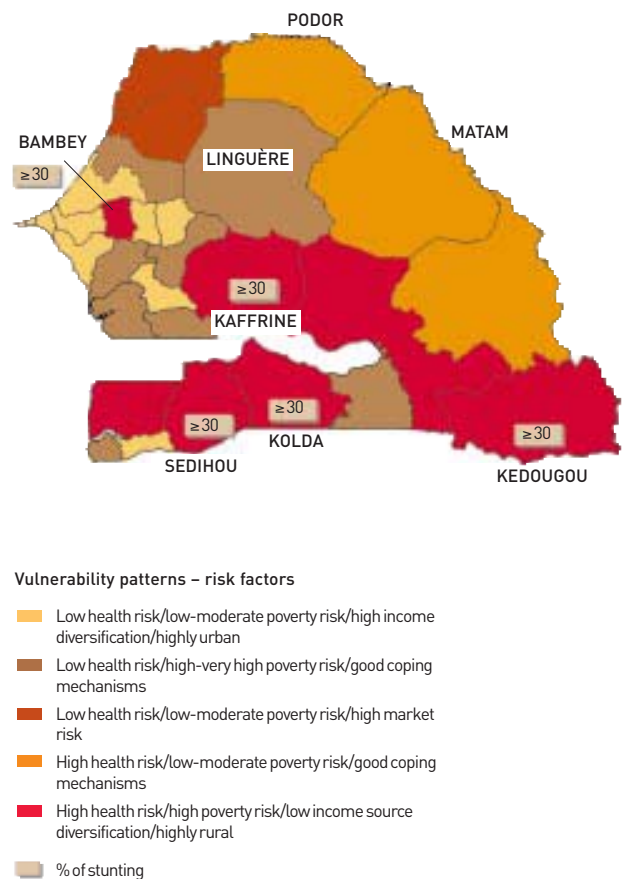 PODOR
MATAM
BAMBEY
LINGUÈRE
≥30
≥30
KAFFRINE
≥30
≥30
≥30
KOLDA
SEDIHOU
KEDOUGOU
Vulnerability patterns – risk factors
Low health risk/low-moderate poverty risk/high income
diversification/highly urban
Low health risk/high-very high poverty risk/good coping
mechanisms
Low health risk/low-moderate poverty risk/high market
risk
High health risk/low-moderate poverty risk/good coping
mechanisms
High health risk/high poverty risk/low income source
diversification/highly rural
% of stunting